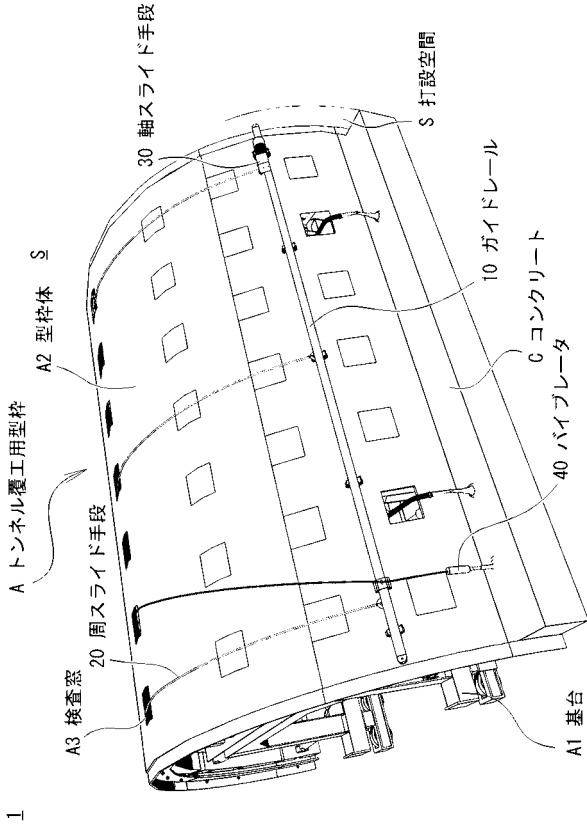 1
A トンネル覆工用型枠
A3 検査窓
20 周スライド手段
A2 型枠体
S
30 軸スライド手段
S 打設空間
10 ガイドレール
C コンクリート
40 バイブレータ
A1 基台